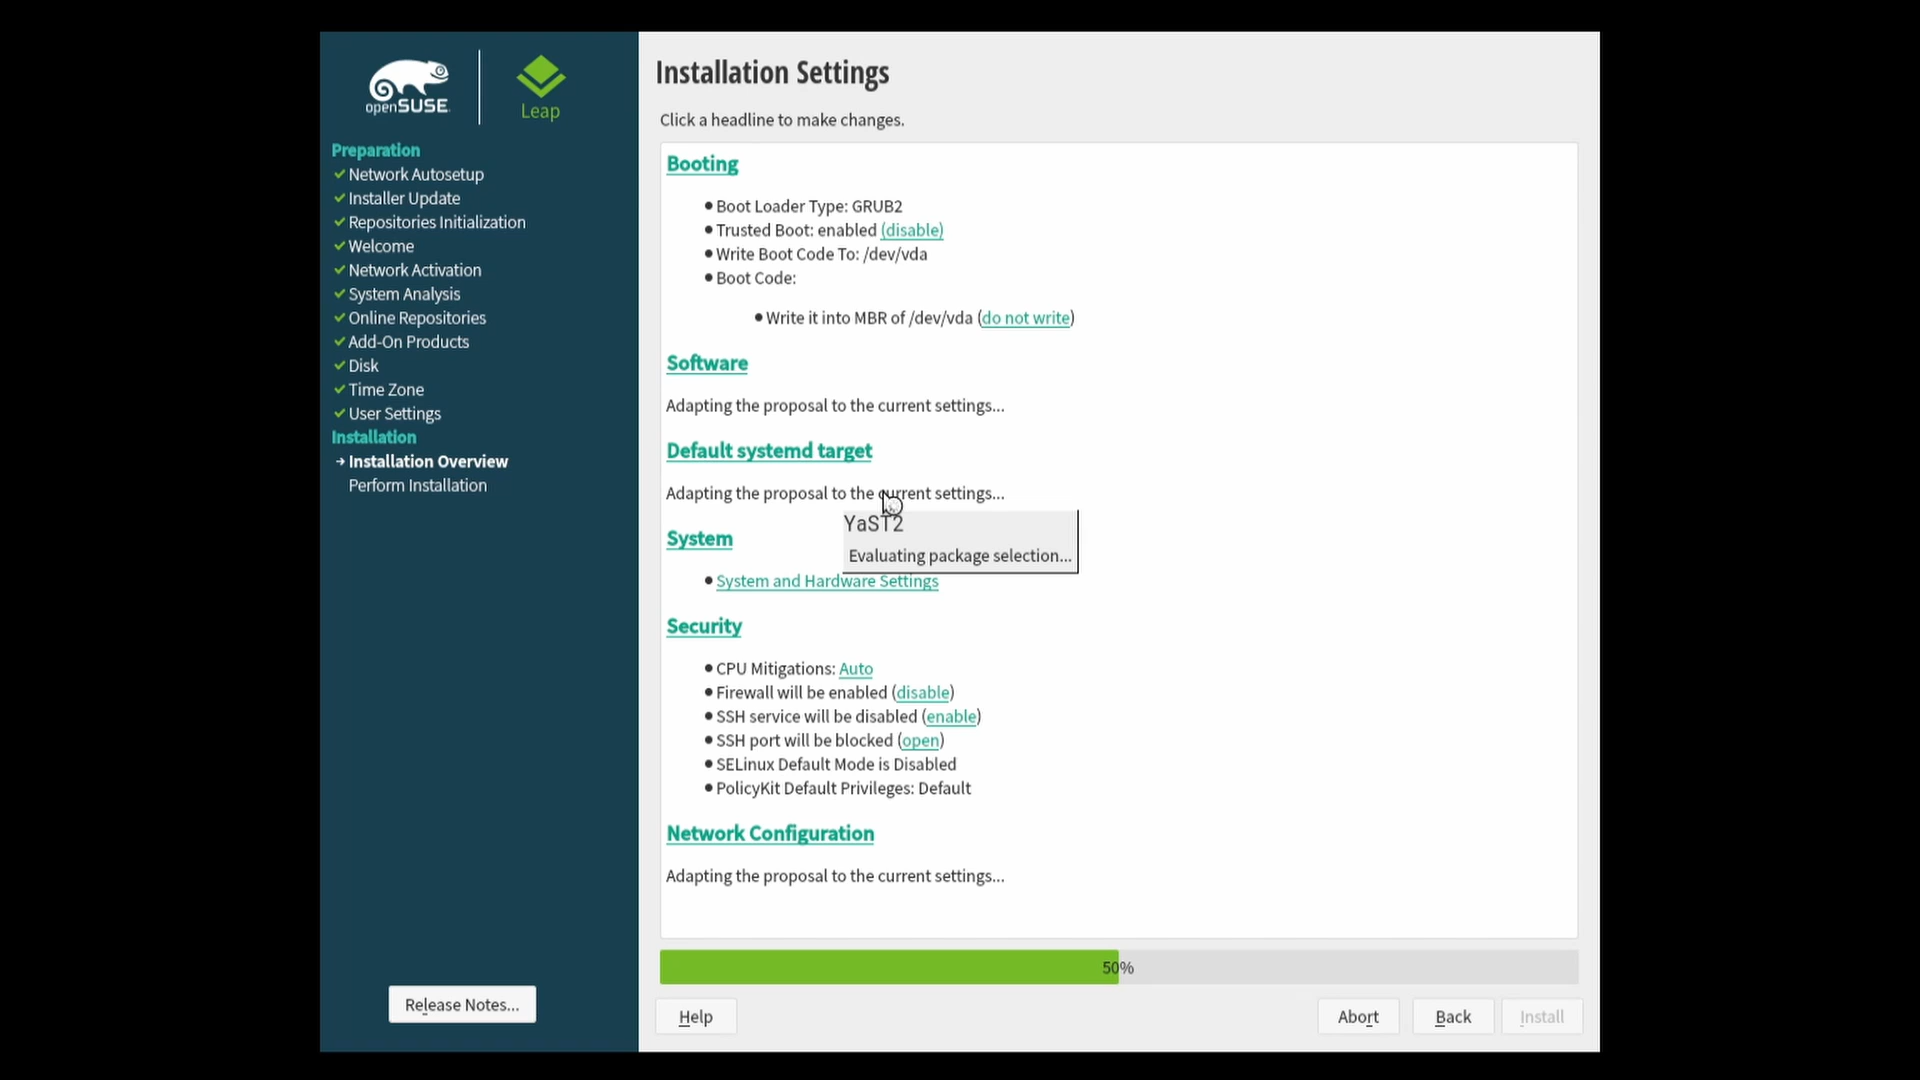 openSUSE.
Leap
Preparation
Network Autosetup
Installer Update
Repositories Initialization
Welcome
Network Activation
System Analysis
Online Repositories
Add-On Products
Disk
Time Zone
User Settings
Installation
Installation Overview
Perform Installation
Release Notes...
Installation Settings
Click a headline to make changes.
Booting
Boot Loader Type: GRUB2
Trusted Boot: enabled (disable)
Write Boot Code To: /dev/vda
Boot Code:
Write it into MBR of /dev/vda (do not write)
Software
Adapting the proposal to the current settings...
Default systemd target
Adapting the proposal to the current settings...
YaST2
Evaluating package selection...
System
System and Hardware Settings
Security
CPU Mitigations: Auto
Firewall will be enabled (disable)
SSH service will be disabled (enable)
SSH port will be blocked (open)
SELinux Default Mode is Disabled
PolicyKit Default Privileges: Default
Network Configuration
Adapting the proposal to the current settings...
50%
Help
Abort
Back
Install